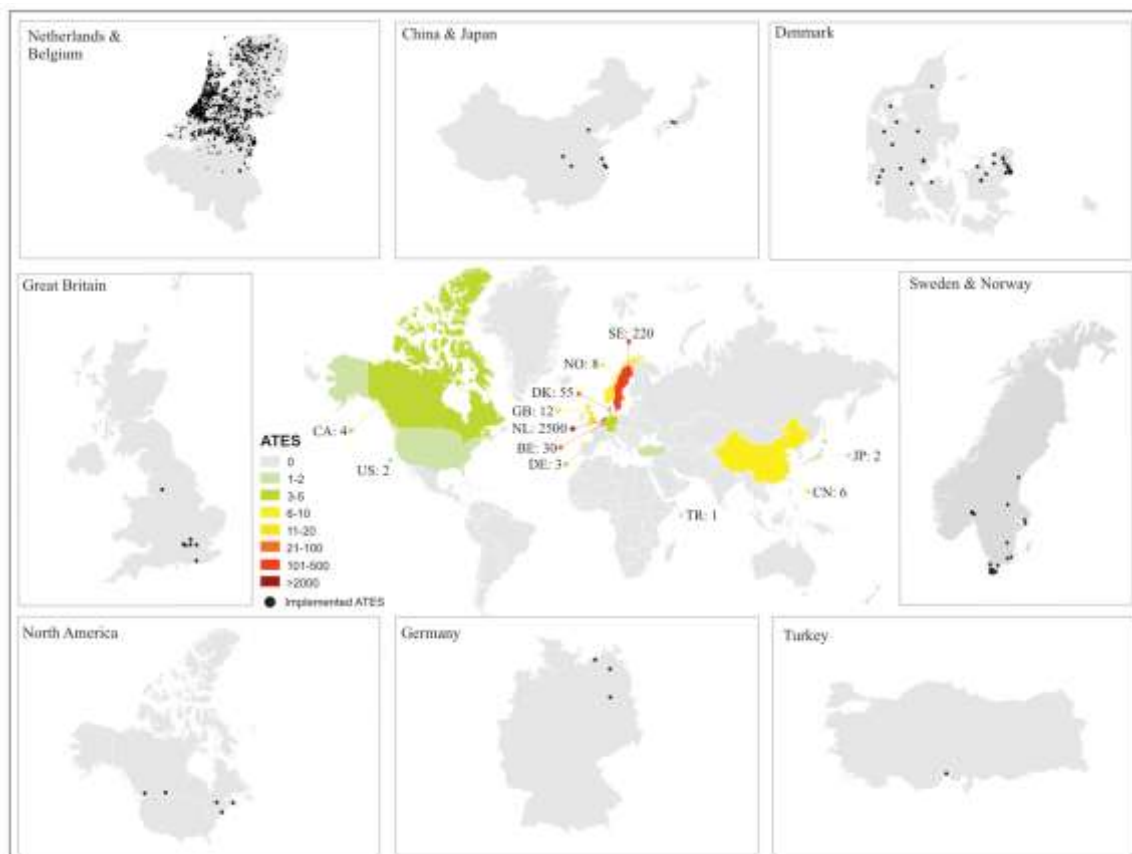 Netherlands &
Belgium
China & Japan
Denmark
Great Britain
Sweden & Norway
SE: 220
NO: 8
DK: 55
GB: 12
NL: 2500
BE: 30
DE: 3
CA: 4
US: 2
JP: 2
CN: 6
TR: 1
ATES
0
1-2
3-5
6-10
11-20
21-100
101-500
>2000
Implemented ATES
North America
Germany
Turkey